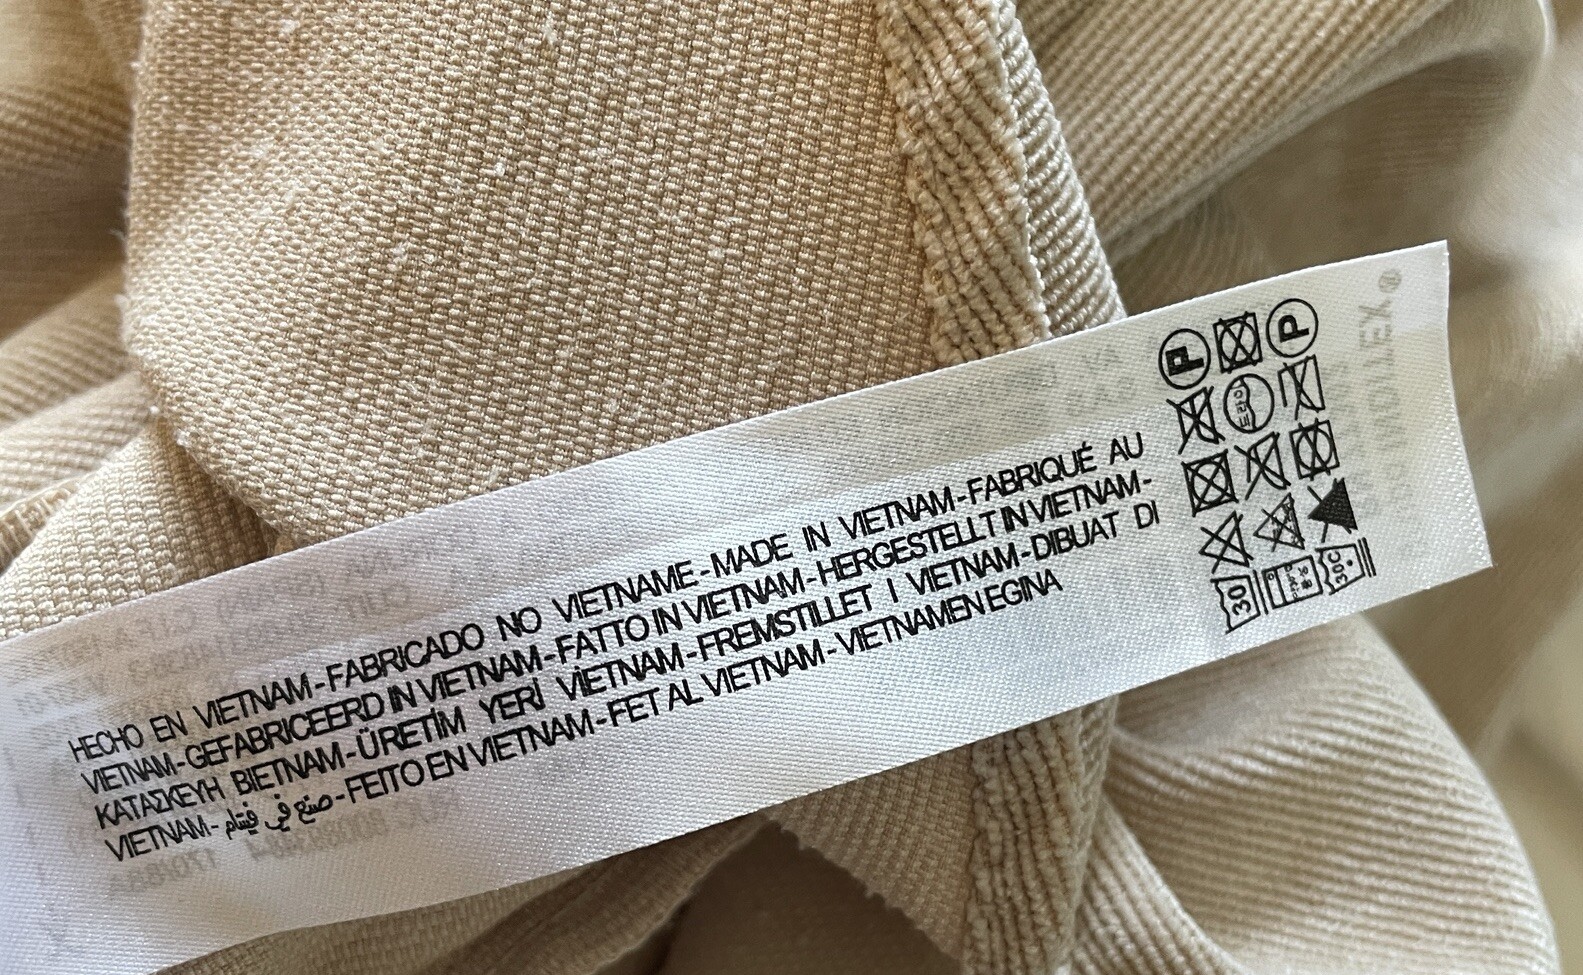 HECHO EN VIETNAM-FABRICADO NO VIETNAME-MADE IN VIETNAM-FABRIQUÉ AU
VIETNAM-GEFABRICEERD IN VIETNAM-FATTO IN VIETNAM-HERGESTELLT IN VIETNAM-
ΚΑΤΑΣΚΕΥΗ ΒΙΕΤΝΑΜ-ÜRETİM YERİ VİETNAM-FREMSTILLET I VIETNAM-DIBUAT DI
VIETNAM-صنع في فيتنام-FEITO EN VIETNAM-FET AL VIETNAM-VIETNAMEN EGINA
P P
30
30C